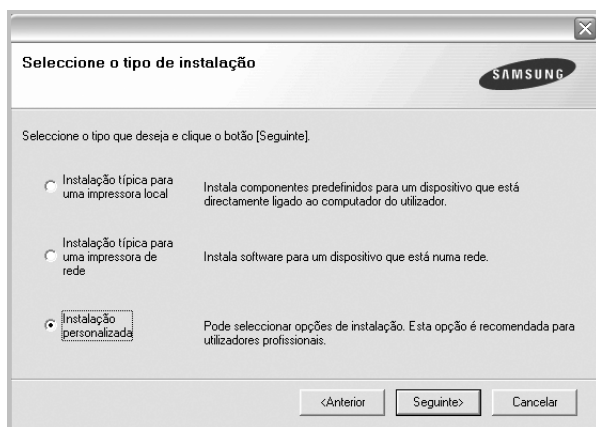 Seleccione o tipo de instalação
SAMSUNG
Seleccione o tipo que deseja e clique o botão [Seguinte].
Instalação típica para
uma impressora local
Instala componentes predefinidos para um dispositivo que está
directamente ligado ao computador do utilizador.
Instalação típica para
uma impressora de
rede
Instala software para um dispositivo que está numa rede.
Instalação
personalizada
Pode seleccionar opções de instalação. Esta opção é recomendada para
utilizadores profissionais.
<Anterior
Seguinte>
Cancelar